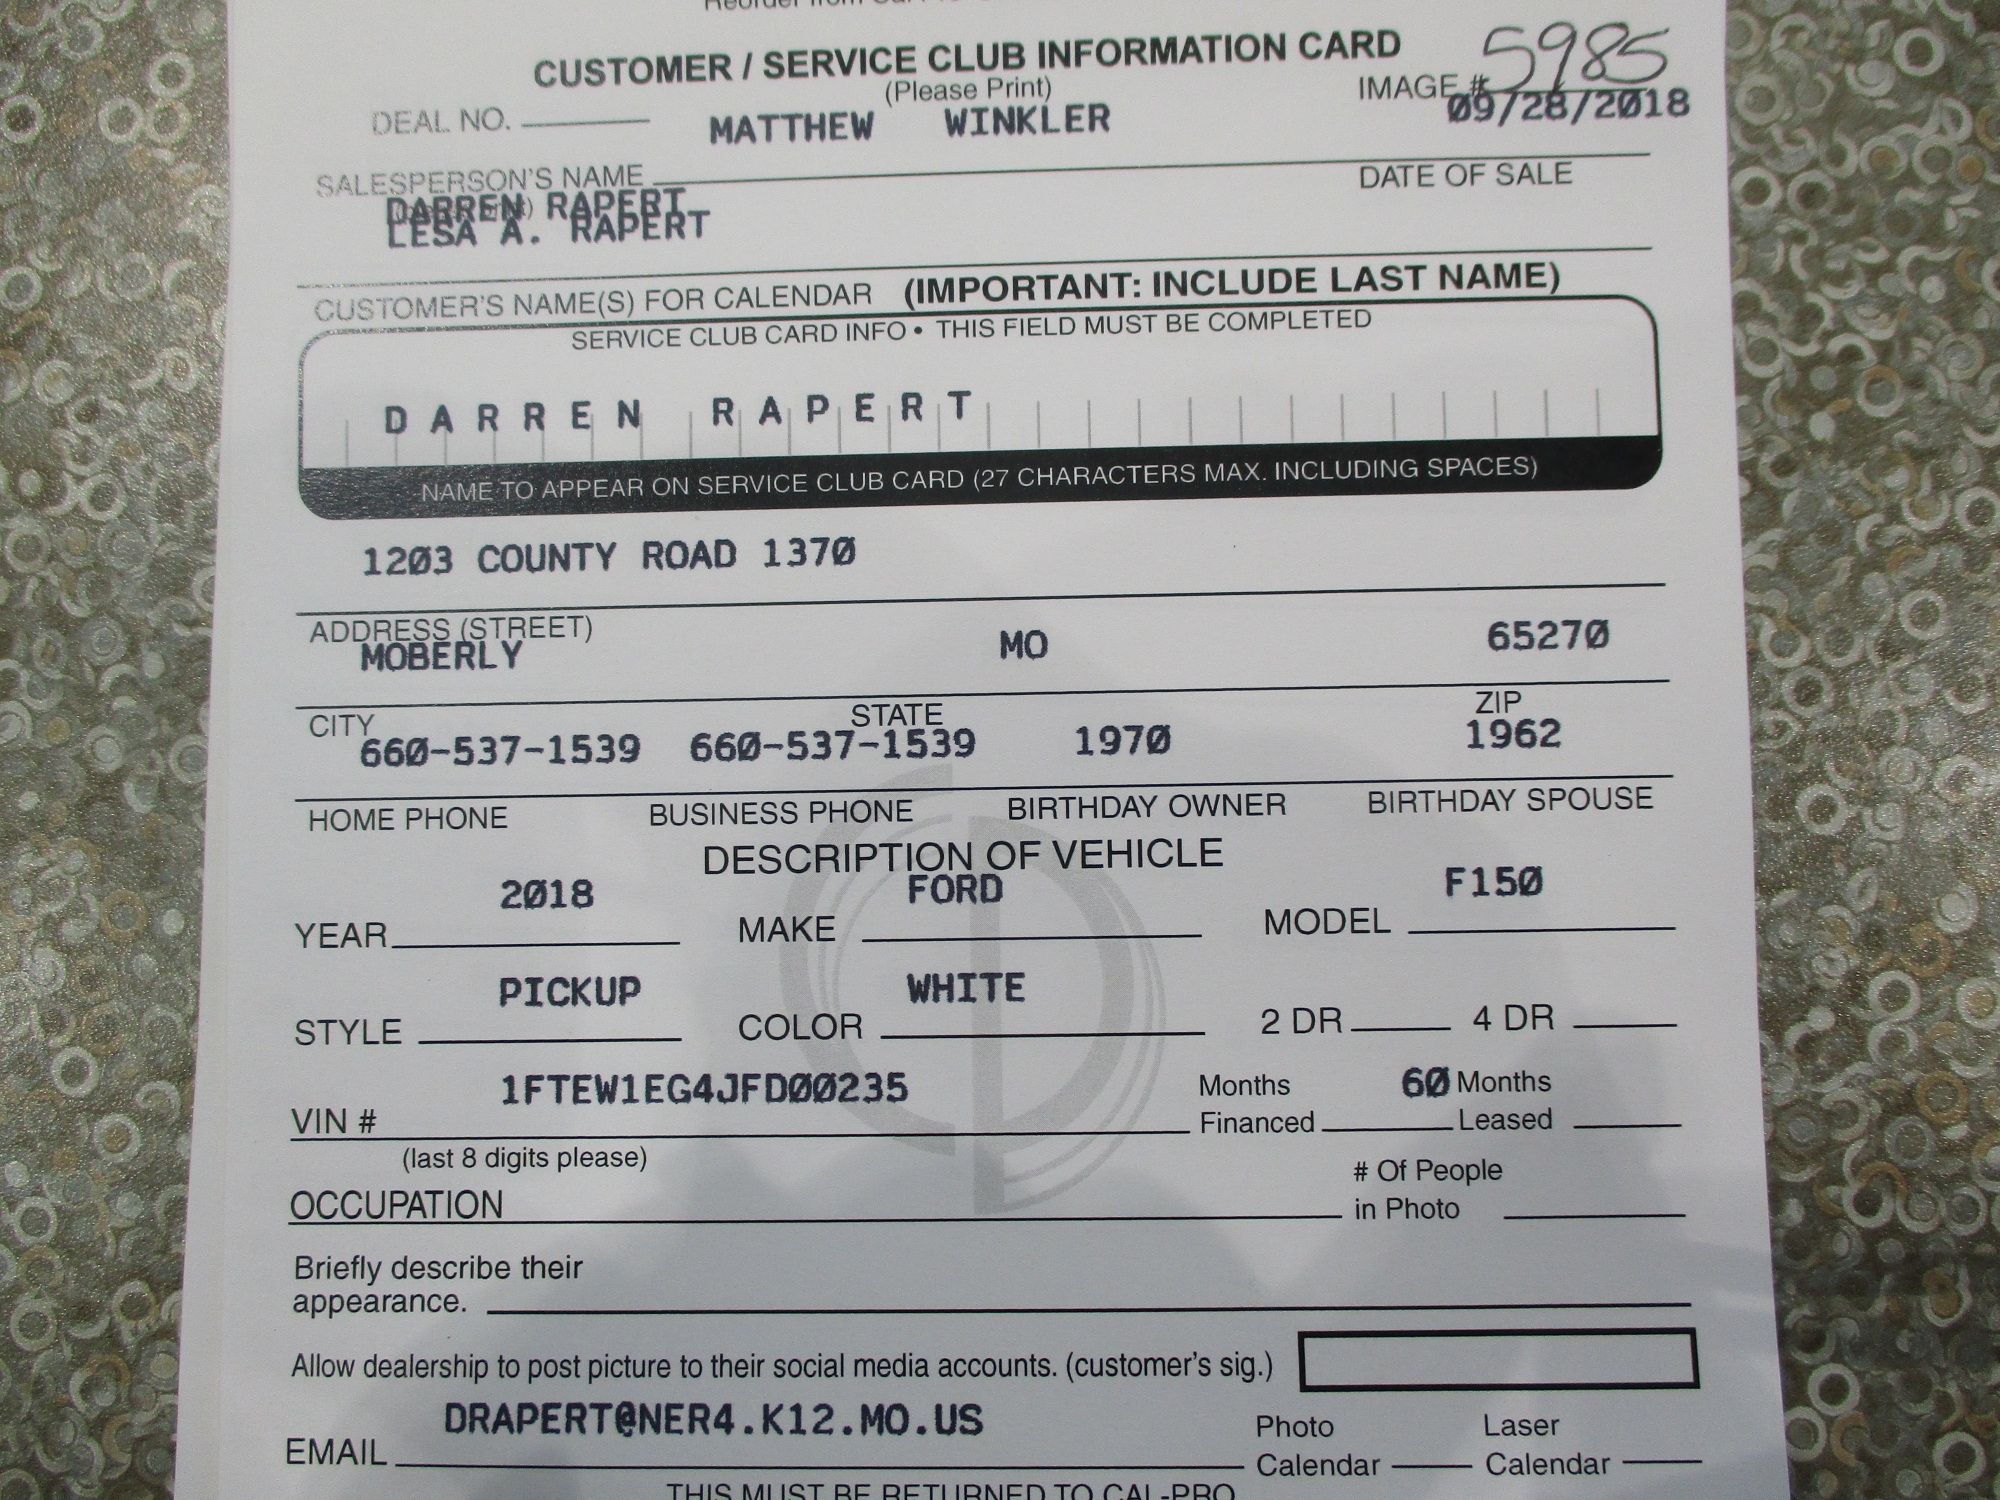 CUSTOMER / SERVICE CLUB INFORMATION CARD
(Please Print)
IMAGE # 5985
DEAL NO. MATTHEW WINKLER 09/28/2018
SALESPERSON'S NAME DATE OF SALE
DARREN RAPERT
LESA A. RAPERT
CUSTOMER'S NAME(S) FOR CALENDAR (IMPORTANT: INCLUDE LAST NAME)
SERVICE CLUB CARD INFO • THIS FIELD MUST BE COMPLETED
DARREN RAPERT
NAME TO APPEAR ON SERVICE CLUB CARD (27 CHARACTERS MAX. INCLUDING SPACES)
1203 COUNTY ROAD 1370
ADDRESS (STREET)
MOBERLY MO 65270
CITY STATE ZIP
660-537-1539 660-537-1539 1970 1962
HOME PHONE BUSINESS PHONE BIRTHDAY OWNER BIRTHDAY SPOUSE
DESCRIPTION OF VEHICLE
2018 FORD F150
YEAR MAKE MODEL
PICKUP WHITE
STYLE COLOR 2 DR 4 DR
1FTEW1EG4JFD00235 Months 60 Months
VIN # Financed Leased
(last 8 digits please)
# Of People
OCCUPATION in Photo
Briefly describe their
appearance.
Allow dealership to post picture to their social media accounts. (customer's sig.)
DRAPERT@NER4.K12.MO.US Photo Laser
EMAIL Calendar Calendar
THIS MUST BE RETURNED TO CAL-PRO